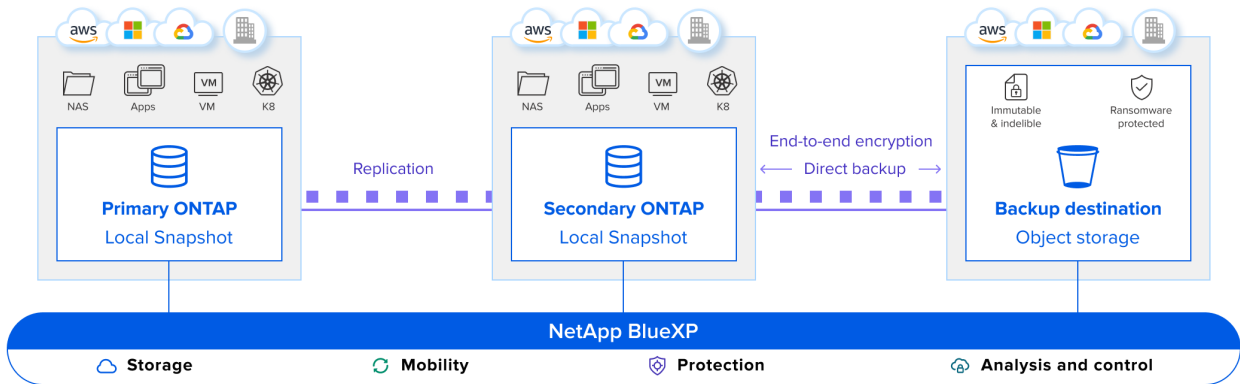 aws
aws
aws
NAS
Apps
VM
VM
K8
NAS
Apps
VM
VM
K8
Immutable
& indelible
Ransomware
protected
Replication
End-to-end encryption
Direct backup
Primary ONTAP
Local Snapshot
Secondary ONTAP
Local Snapshot
Backup destination
Object storage
NetApp BlueXP
Storage
Mobility
Protection
Analysis and control